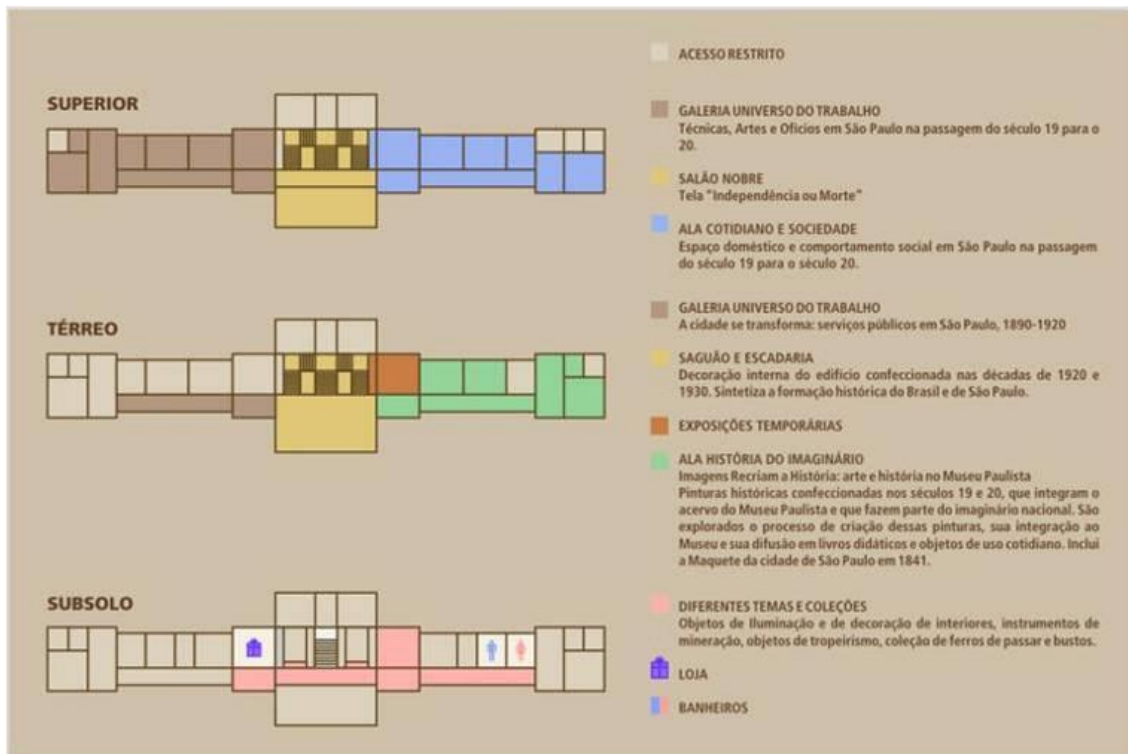 ACESSO RESTRITO
SUPERIOR
GALERIA UNIVERSO DO TRABALHO
Técnicas, Artes e Ofícios em São Paulo na passagem do século 19 para o
20.
SALÃO NOBRE
Tela "Independência ou Morte"
ALA COTIDIANO E SOCIEDADE
Espaço doméstico e comportamento social em São Paulo na passagem
do século 19 para o século 20.
TÉRREO
GALERIA UNIVERSO DO TRABALHO
A cidade se transforma: serviços públicos em São Paulo, 1890-1920
SAGUÃO E ESCADARIA
Decoração interna do edifício confeccionada nas décadas de 1920 e
1930. Sintetiza a formação histórica do Brasil e de São Paulo.
EXPOSIÇÕES TEMPORÁRIAS
ALA HISTÓRIA DO IMAGINÁRIO
Imagens Recriam a História: arte e história no Museu Paulista
Pinturas históricas confeccionadas nos séculos 19 e 20, que integram o
acervo do Museu Paulista e que fazem parte do imaginário nacional. São
explorados o processo de criação dessas pinturas, sua integração ao
Museu e sua difusão em livros didáticos e objetos de uso cotidiano. Inclui
a Maquete da cidade de São Paulo em 1841.
SUBSOLO
DIFERENTES TEMAS E COLEÇÕES
Objetos de Iluminação e de decoração de interiores, instrumentos de
mineração, objetos de tropeirismo, coleção de ferros de passar e bustos.
LOJA
BANHEIROS